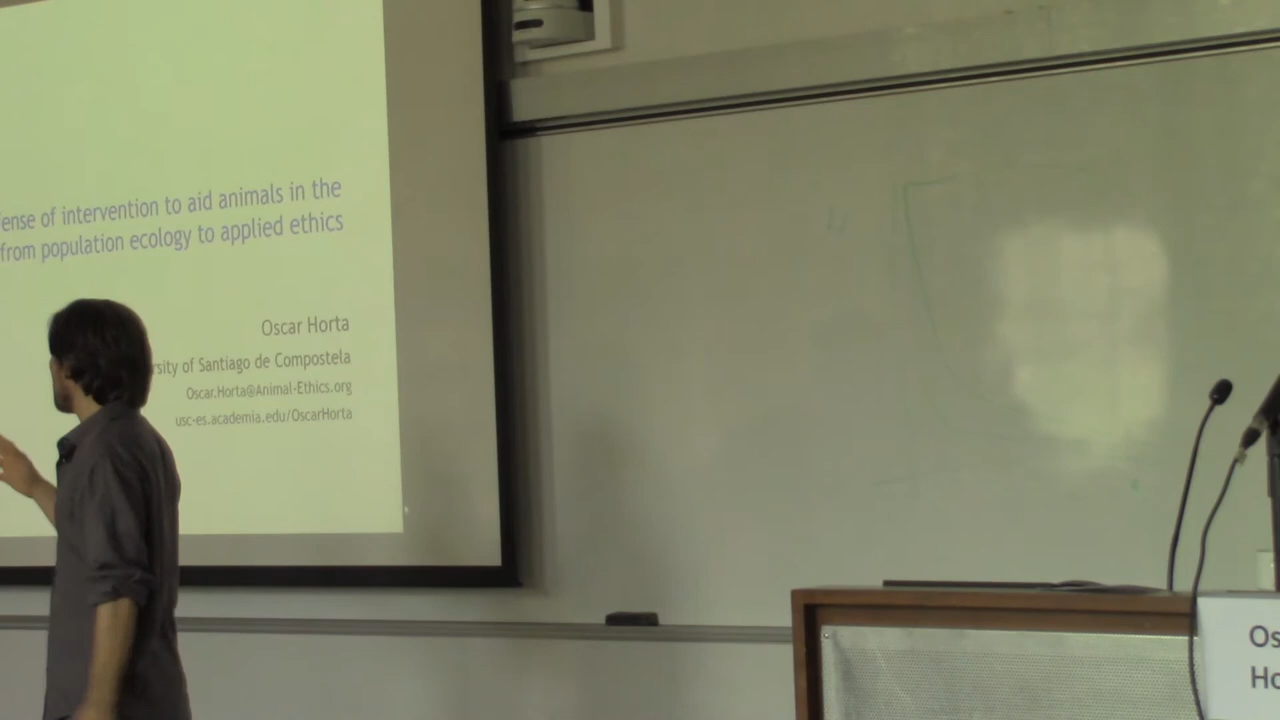 ense of intervention to aid animals in the
from population ecology to applied ethics
Oscar Horta
rsity of Santiago de Compostela
Oscar.Horta@Animal-Ethics.org
usc-es.academia.edu/OscarHorta
Os
Ho